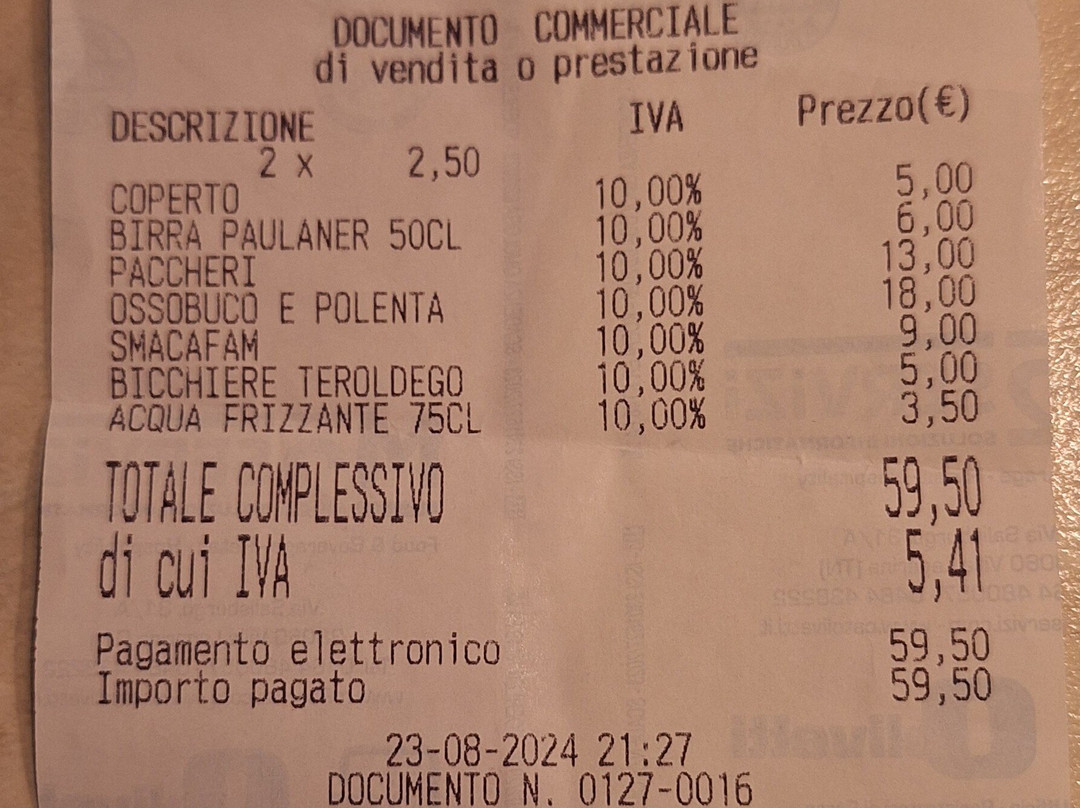 DOCUMENTO COMMERCIALE
di vendita o prestazione
DESCRIZIONE IVA Prezzo(€)
2 x 2,50
COPERTO 10,00% 5,00
BIRRA PAULANER 50CL 10,00% 6,00
PACCHERI 10,00% 13,00
OSSOBUCO E POLENTA 10,00% 18,00
SMACAFAM 10,00% 9,00
BICCHIERE TEROLDEGO 10,00% 5,00
ACQUA FRIZZANTE 75CL 10,00% 3,50
TOTALE COMPLESSIVO 59,50
di cui IVA 5,41
Pagamento elettronico 59,50
Importo pagato 59,50
23-08-2024 21:27
DOCUMENTO N. 0127-0016